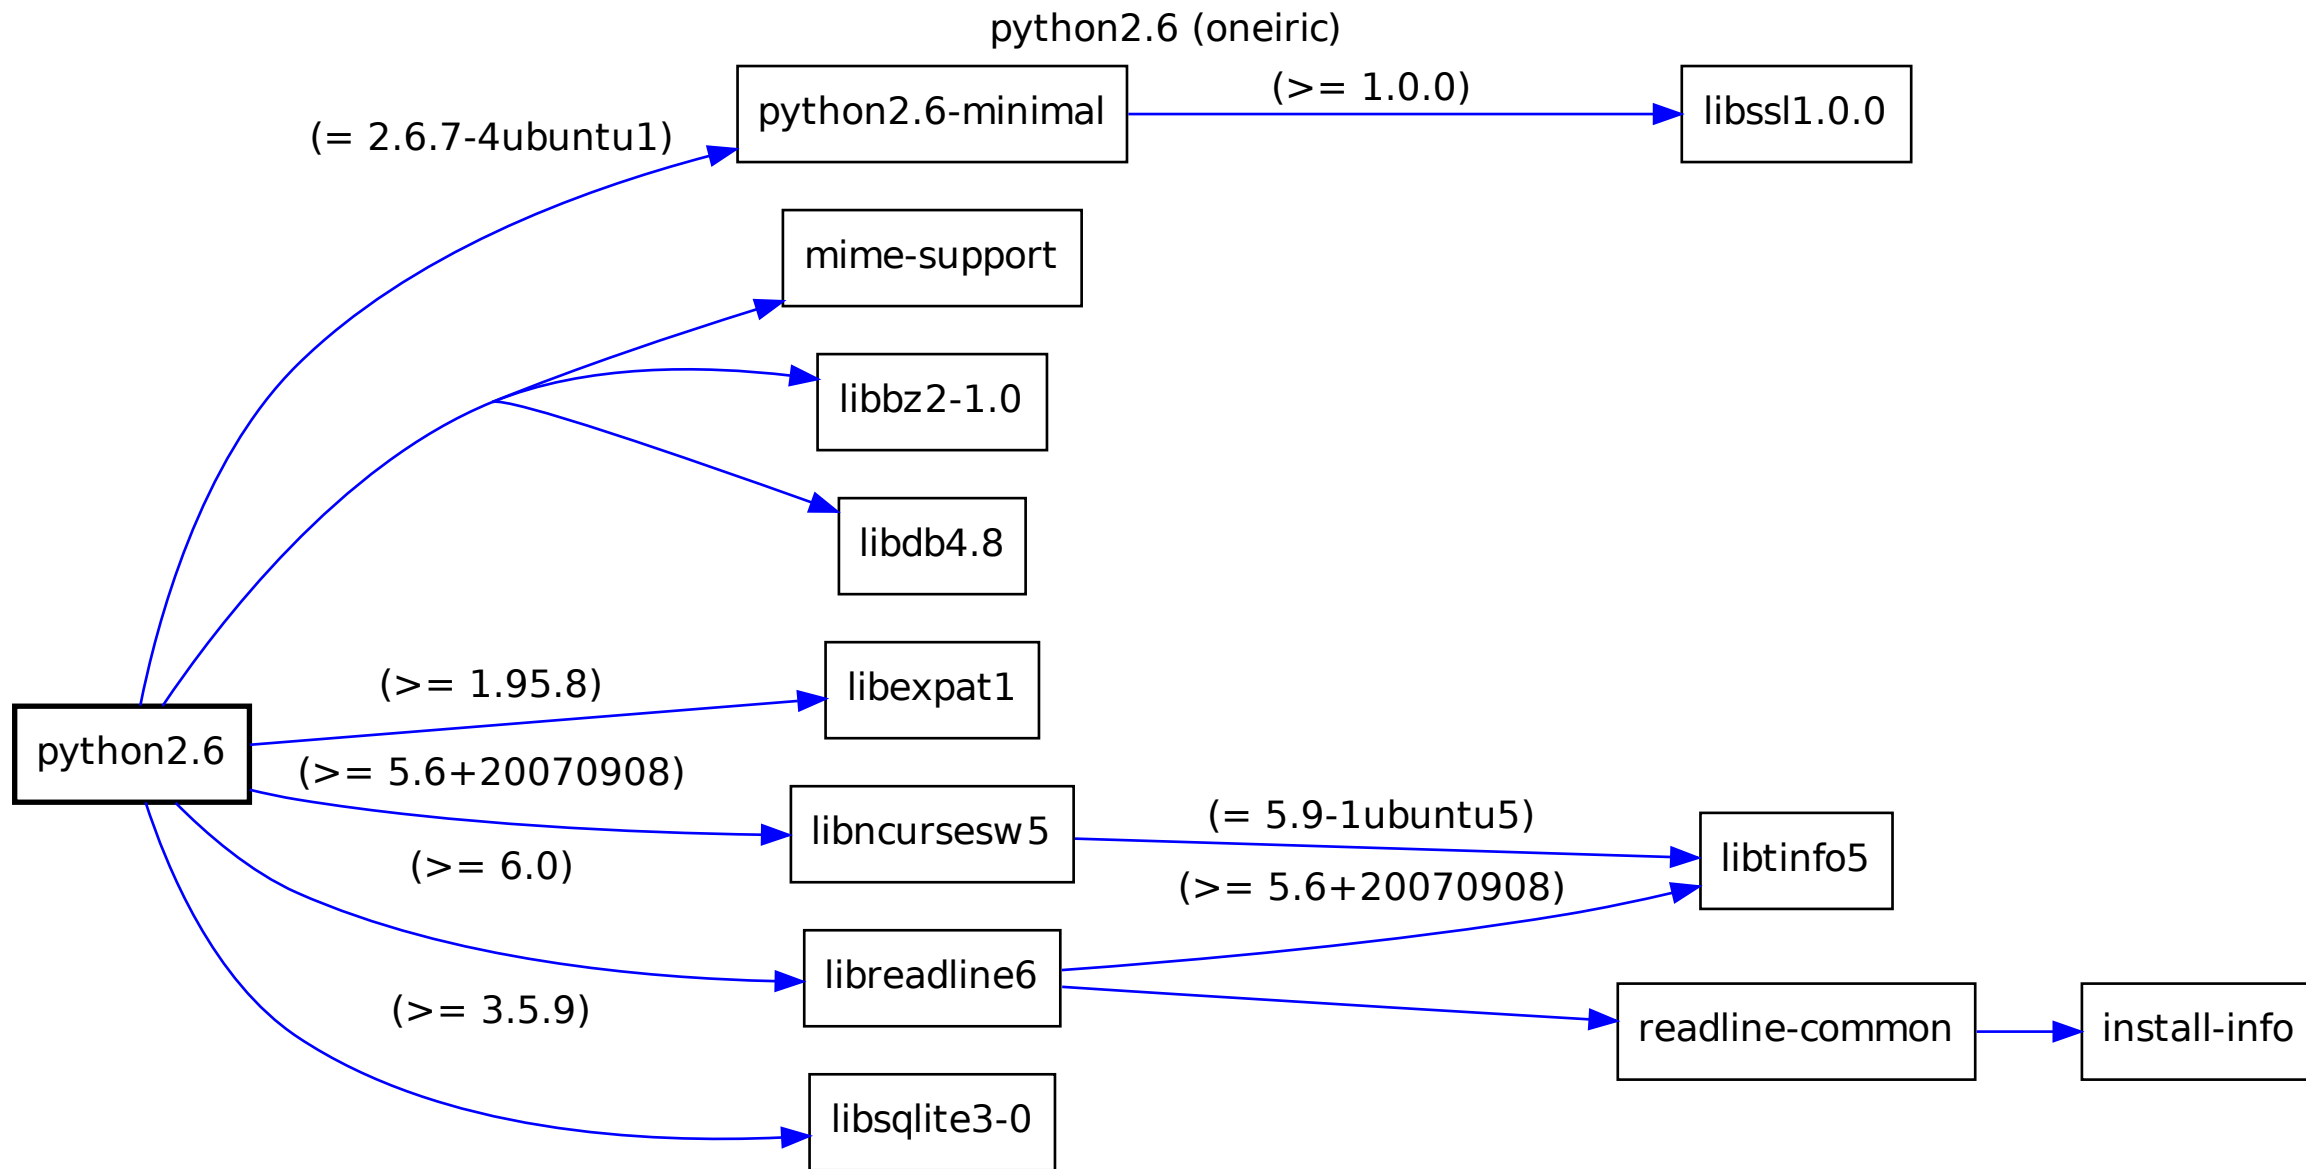 python2.6 (oneiric)
python2.6-minimal
(>= 1.0.0)
libssl1.0.0
(= 2.6.7-4ubuntu1)
mime-support
libbz2-1.0
libdb4.8
(>= 1.95.8)
libexpat1
python2.6
(>= 5.6+20070908)
libncursesw5
(= 5.9-1ubuntu5)
libtinfo5
(>= 6.0)
(>= 5.6+20070908)
libreadline6
readline-common
install-info
(>= 3.5.9)
libsqlite3-0